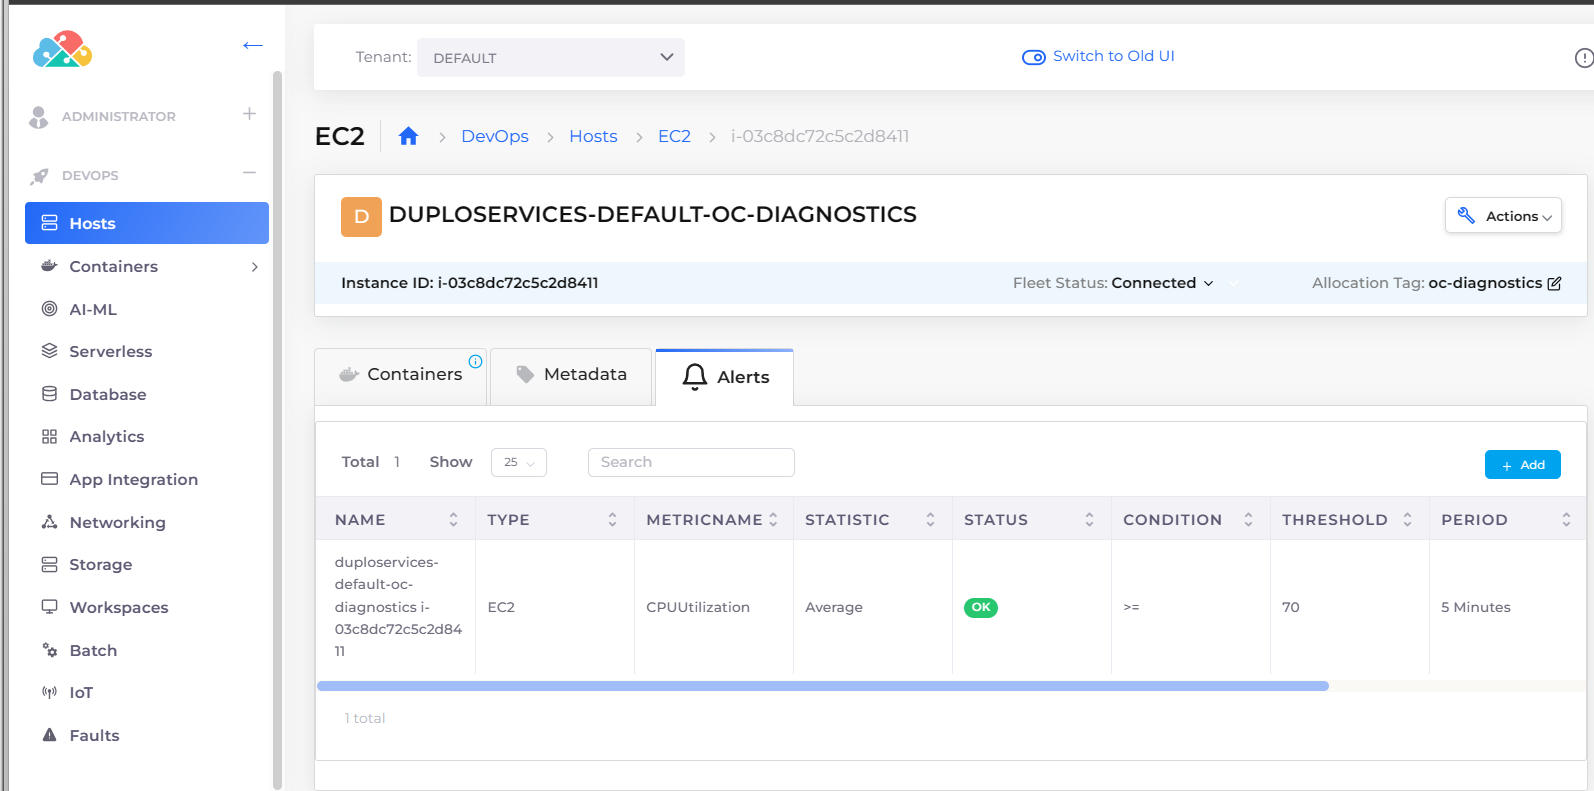 Tenant: DEFAULT Switch to Old UI
ADMINISTRATOR
DEVOPS
Hosts
Containers
AI-ML
Serverless
Database
Analytics
App Integration
Networking
Storage
Workspaces
Batch
IoT
Faults
EC2 DevOps > Hosts > EC2 > i-03c8dc72c5c2d8411
D DUPLOSERVICES-DEFAULT-OC-DIAGNOSTICS
Actions
Instance ID: i-03c8dc72c5c2d8411 Fleet Status: Connected Allocation Tag: oc-diagnostics
Containers Metadata Alerts
Total 1 Show 25 Search + Add
NAME TYPE METRICNAME STATISTIC STATUS CONDITION THRESHOLD PERIOD
duploservices-
default-oc-
diagnostics i-
03c8dc72c5c2d84
11
EC2 CPUUtilization Average OK >= 70 5 Minutes
1 total